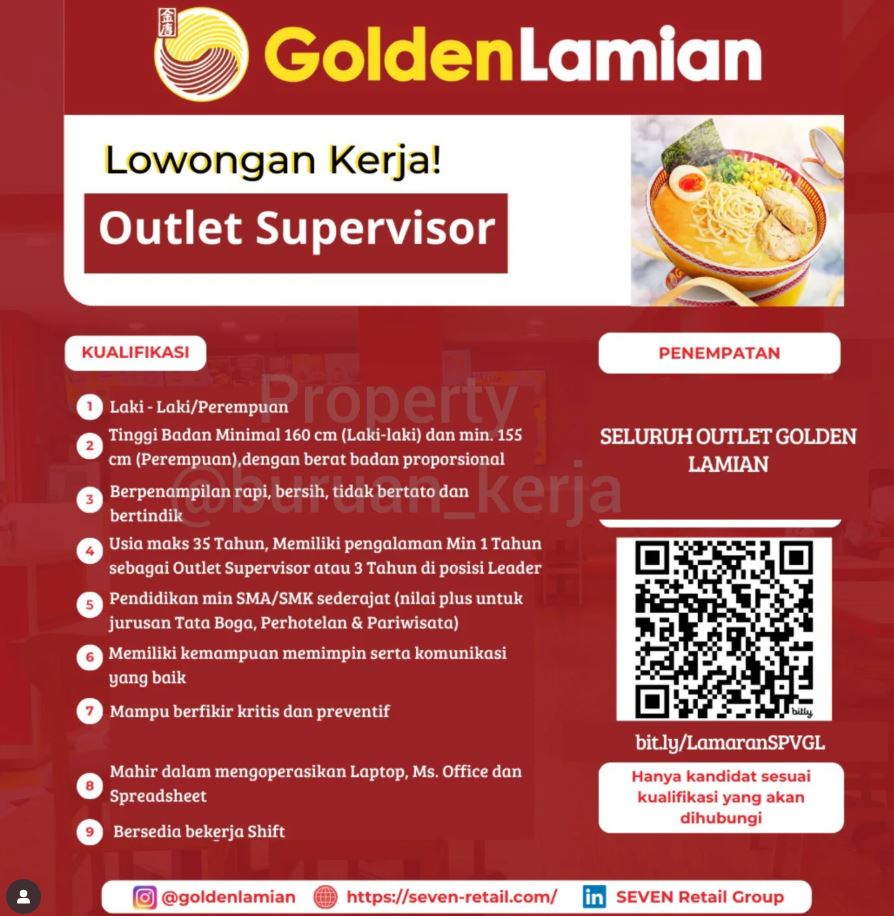 金
唐
GoldenLamian
Lowongan Kerja!
Outlet Supervisor
Lamian
KUALIFIKASI
1 Laki - Laki/Perempuan
2 Tinggi Badan Minimal 160 cm (Laki-laki) dan min. 155
cm (Perempuan),dengan berat badan proporsional
3 Berpenampilan rapi, bersih, tidak bertato dan
bertindik
4 Usia maks 35 Tahun, Memiliki pengalaman Min 1 Tahun
sebagai Outlet Supervisor atau 3 Tahun di posisi Leader
5 Pendidikan min SMA/SMK sederajat (nilai plus untuk
jurusan Tata Boga, Perhotelan & Pariwisata)
6 Memiliki kemampuan memimpin serta komunikasi
yang baik
7 Mampu berfikir kritis dan preventif
8 Mahir dalam mengoperasikan Laptop, Ms. Office dan
Spreadsheet
9 Bersedia bekerja Shift
Property
@buruan_kerja
PENEMPATAN
SELURUH OUTLET GOLDEN
LAMIAN
bitly
bit.ly/LamaranSPVGL
Hanya kandidat sesuai
kualifikasi yang akan
dihubungi
@goldenlamian https://seven-retail.com/ in SEVEN Retail Group